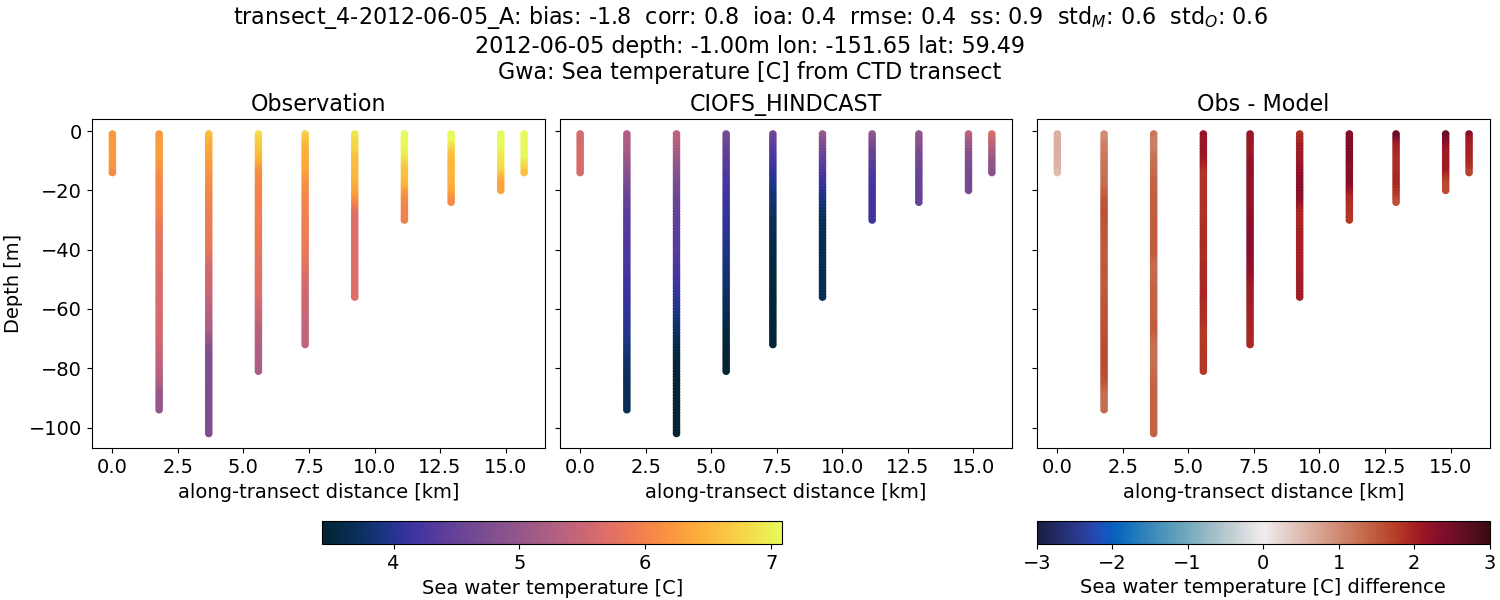 transect_4-2012-06-05_A: bias: -1.8  corr: 0.8  ioa: 0.4  rmse: 0.4  ss: 0.9  std_M: 0.6  std_O: 0.6
2012-06-05 depth: -1.00m lon: -151.65 lat: 59.49
Gwa: Sea temperature [C] from CTD transect
Observation
CIOFS_HINDCAST
Obs - Model
Depth [m]
0
−20
−40
−60
−80
−100
0.0 2.5 5.0 7.5 10.0 12.5 15.0
0.0 2.5 5.0 7.5 10.0 12.5 15.0
0.0 2.5 5.0 7.5 10.0 12.5 15.0
along-transect distance [km]
along-transect distance [km]
along-transect distance [km]
4 5 6 7
Sea water temperature [C]
−3 −2 −1 0 1 2 3
Sea water temperature [C] difference